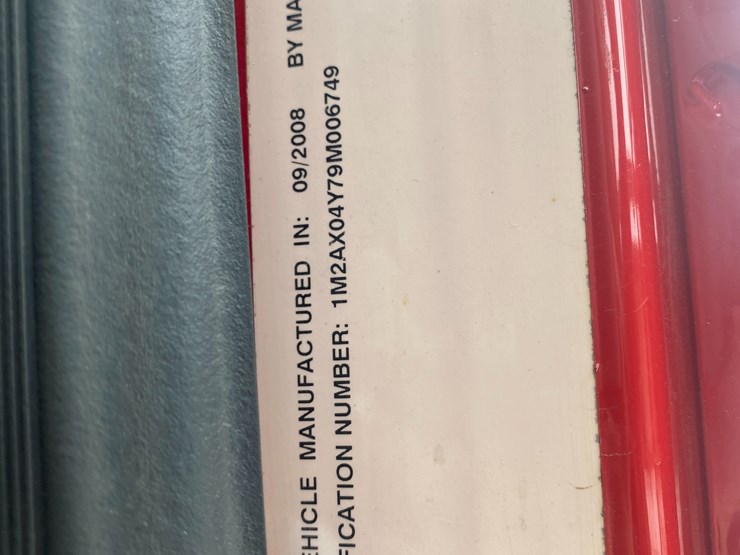 EHICLE MANUFACTURED IN: 09/2008 BY MA
FICATION NUMBER: 1M2AX04Y79M006749